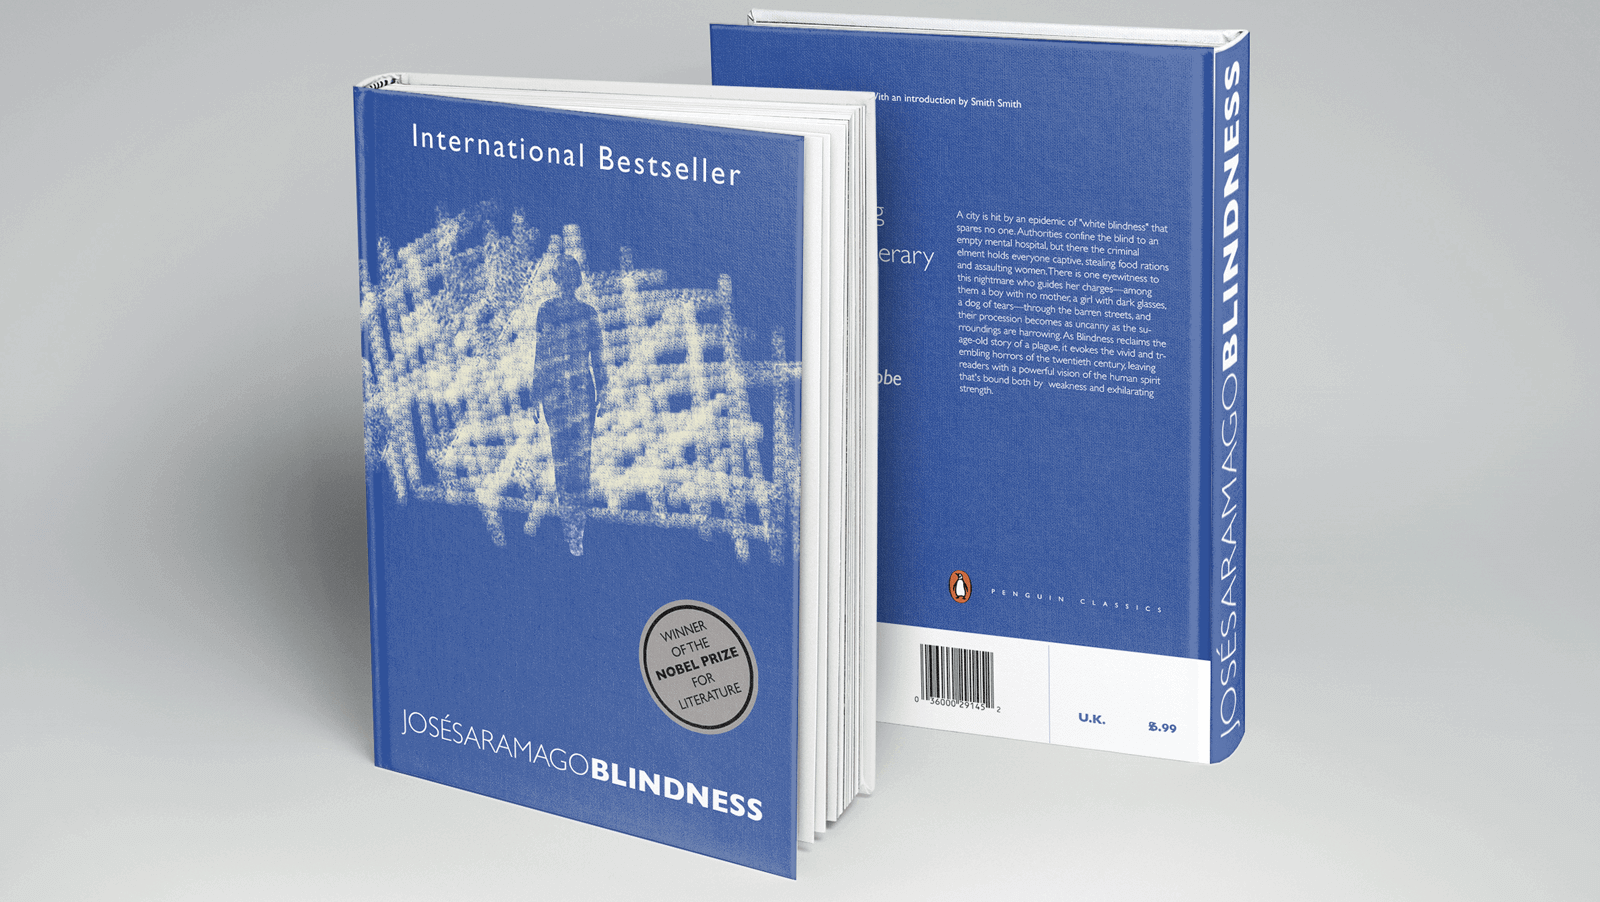 International Bestseller
WINNER
OF THE
NOBEL PRIZE
FOR
LITERATURE
JOSÉSARAMAGOBLINDNESS
With an introduction by Smith Smith
A city is hit by an epidemic of "white blindness" that
spares no one. Authorities confine the blind to an
empty mental hospital, but there the criminal
element holds everyone captive, stealing food rations
and assaulting women. There is one eyewitness to
this nightmare who guides her charges—among
them a boy with no mother, a girl with dark glasses,
a dog of tears—through the barren streets, and
their procession becomes as uncanny as the su-
rroundings are harrowing. As Blindness reclaims the
age-old story of a plague, it evokes the vivid and tr-
embling horrors of the twentieth century, leaving
readers with a powerful vision of the human spirit
that's bound both by weakness and exhilarating
strength.
PENGUIN CLASSICS
0 36000 29145 2
U.K.
JOSÉSARAMAGOBLINDNESS